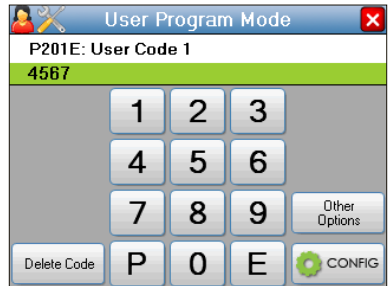 User Program Mode
P201E: User Code 1
4567
1 2 3
4 5 6
7 8 9 Other Options
Delete Code P 0 E CONFIG